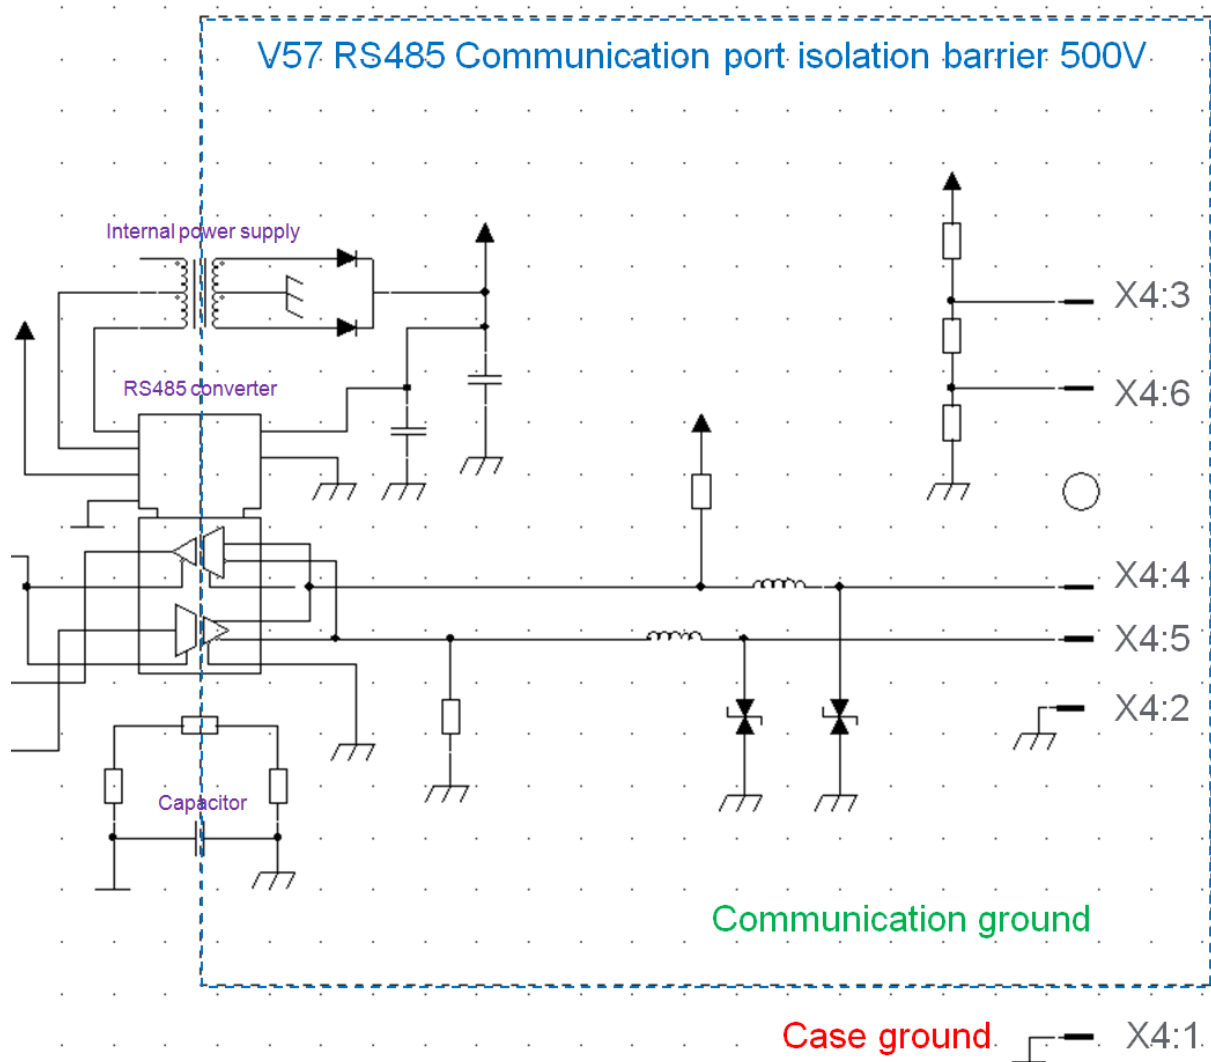 V57 RS485 Communication port isolation barrier 500V
Internal power supply
X4:3
RS485 converter
X4:6
X4:4
X4:5
X4:2
Capacitor
Communication ground
Case ground
X4:1